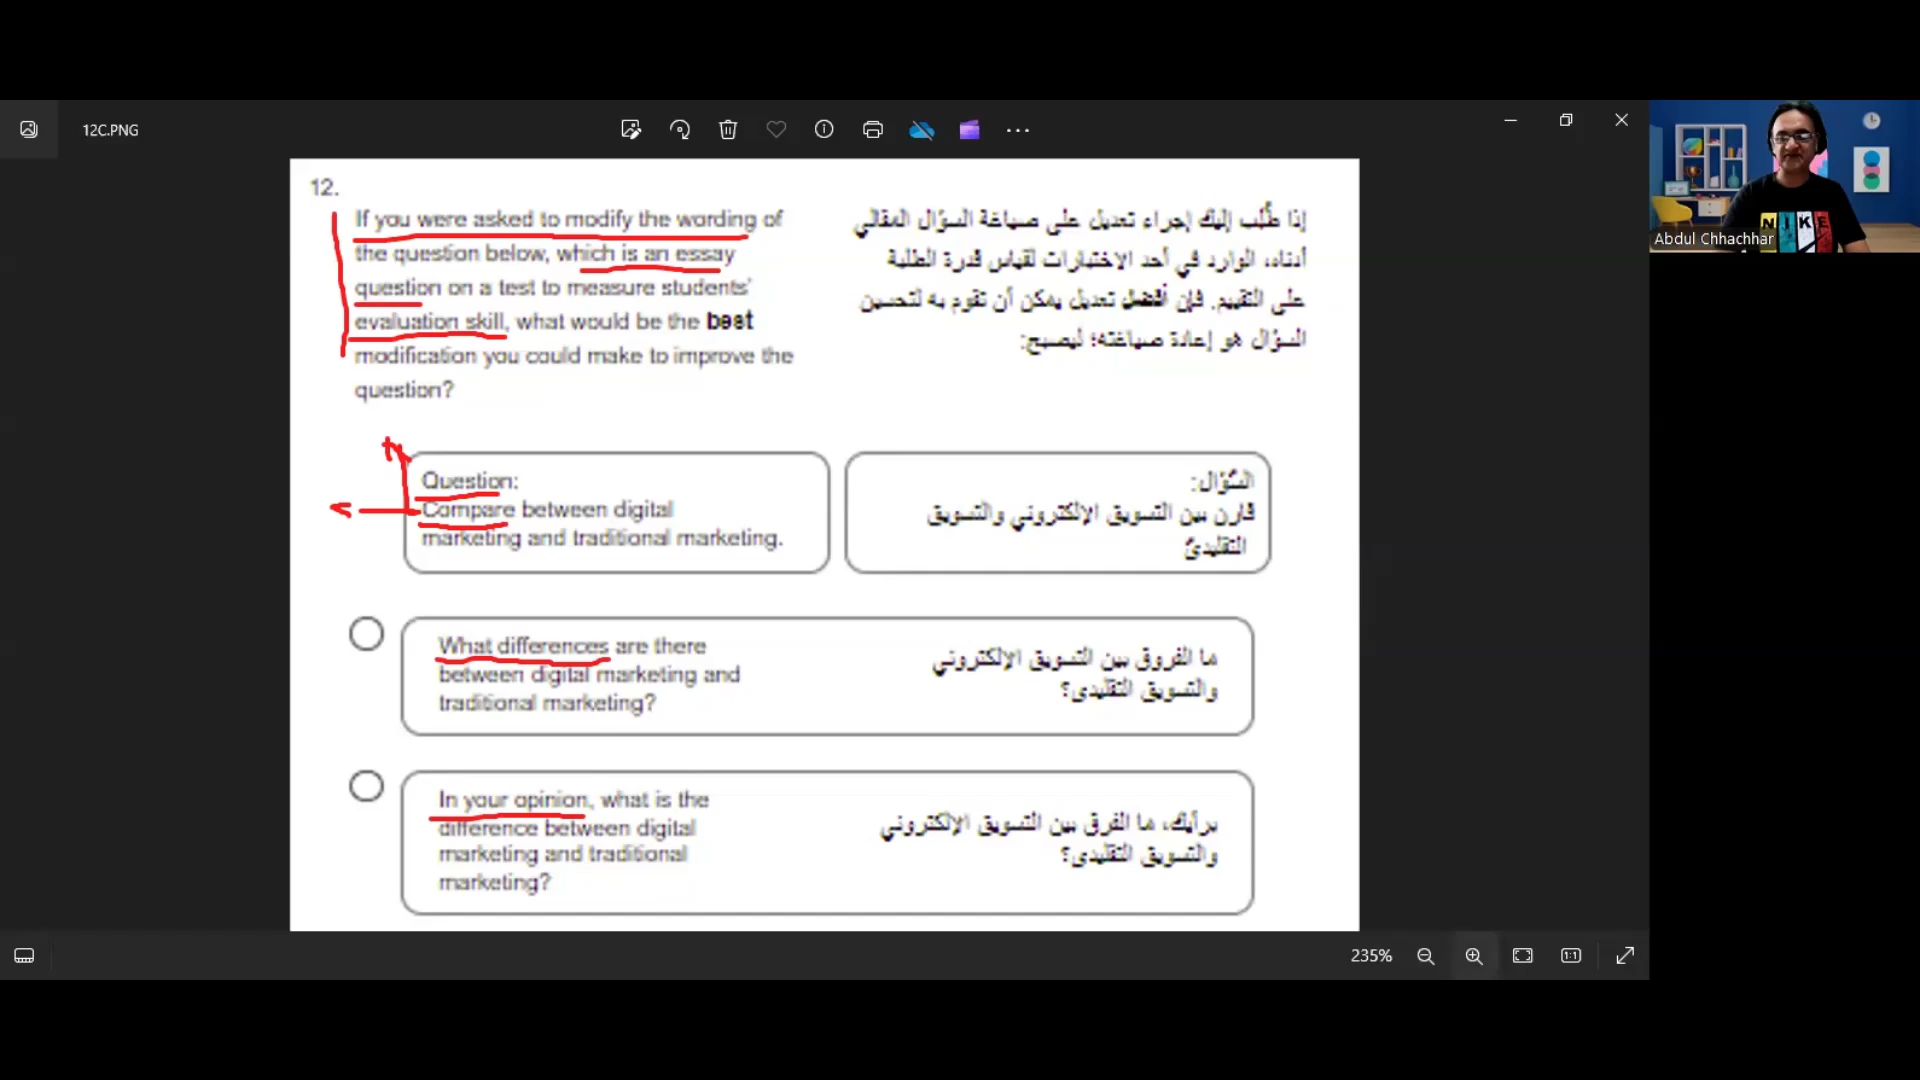 12C.PNG
Abdul Chhachhar
NIKE
12.
If you were asked to modify the wording of
the question below, which is an essay
question on a test to measure students'
evaluation skill, what would be the best
modification you could make to improve the
question?
إذا طُلب إليك إجراء تعديل على صياغة السؤال المقالي
أدناه، الوارد في أحد الاختبارات لقياس قدرة الطلبة
على التقييم. فإن أفضل تعديل يمكن أن تقوم به لتحسين
السؤال هو إعادة صياغته؛ ليصبح:
Question:
Compare between digital
marketing and traditional marketing.
السُّؤال:
قارن بين التسويق الإلكتروني والتسويق
التقليديّ
What differences are there
between digital marketing and
traditional marketing?
ما الفروق بين التسويق الإلكتروني
والتسويق التقليدي؟
In your opinion, what is the
difference between digital
marketing and traditional
marketing?
برأيك، ما الفرق بين التسويق الإلكتروني
والتسويق التقليدي؟
235%
1:1